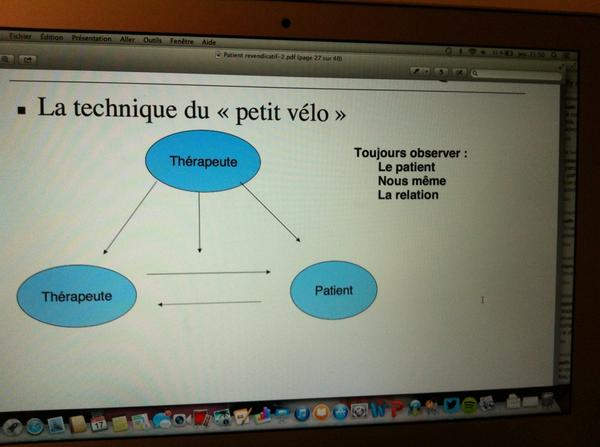 Fichier Édition Présentation Aller Outils Fenêtre Aide
Patient revendicatif-2.pdf (page 27 sur 40)
La technique du « petit vélo »
Thérapeute
Toujours observer :
Le patient
Nous même
La relation
Thérapeute
Patient
17